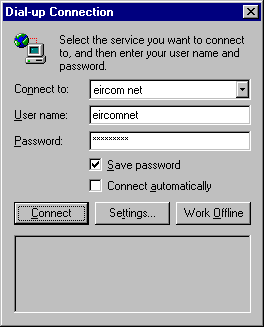 Dial-up Connection
Select the service you want to connect
to, and then enter your user name and
password.
Connect to: eircom net
User name: eircomnet
Password: xxxxxxxxx
Save password
Connect automatically
Connect Settings... Work Offline